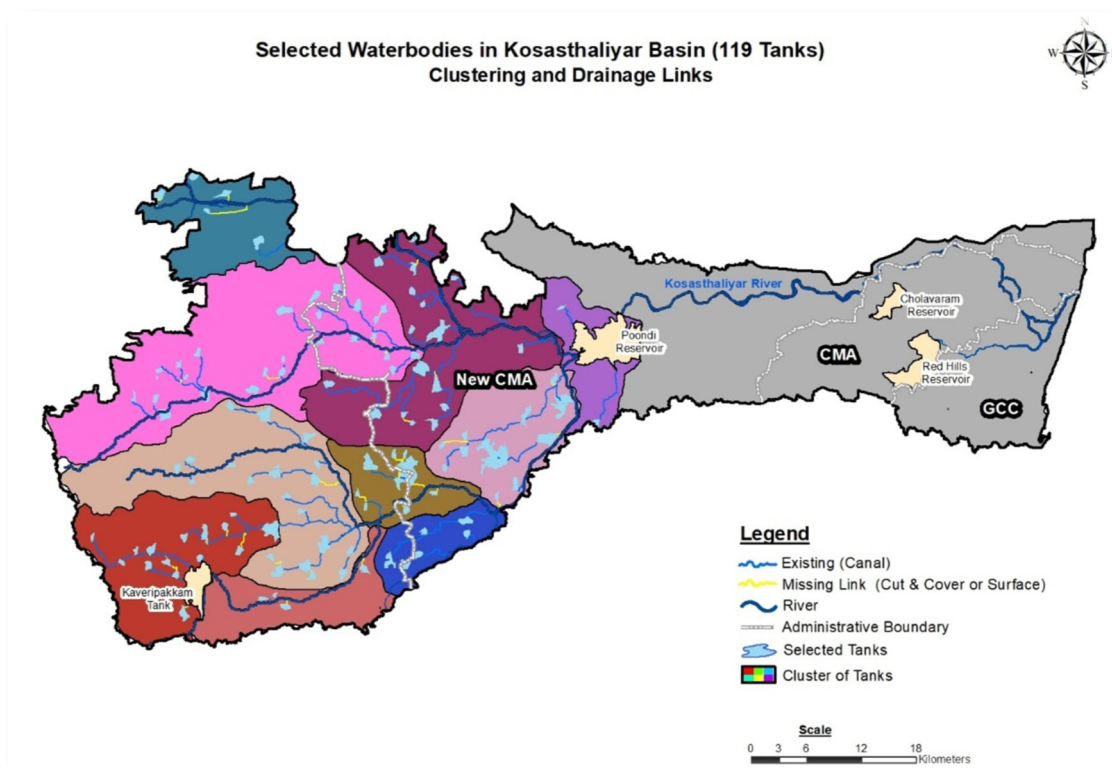 Selected Waterbodies in Kosasthaliyar Basin (119 Tanks)
Clustering and Drainage Links
N
W
S
Kosasthaliyar River
Cholavaram
Reservoir
Poondi
Reservoir
CMA
Red Hills
Reservoir
New CMA
GCC
Kaveripakkam
Tank
Legend
Existing (Canal)
Missing Link (Cut & Cover or Surface)
River
Administrative Boundary
Selected Tanks
Cluster of Tanks
Scale
0 3 6 12 18
Kilometers